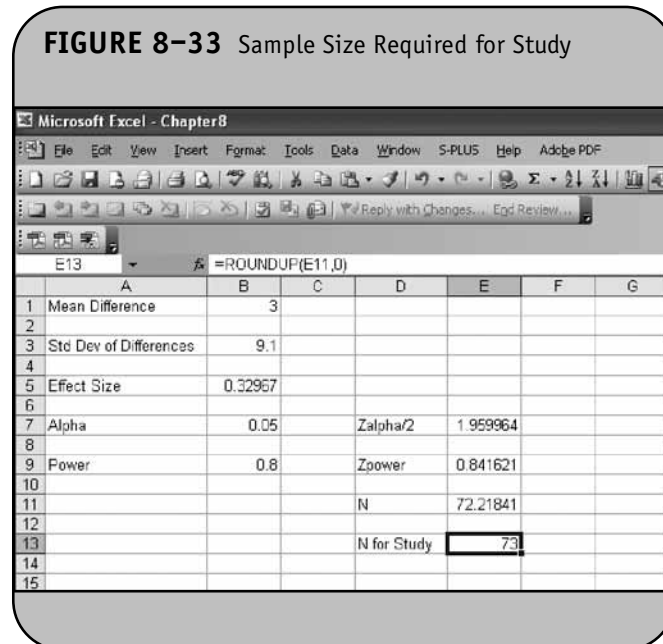 FIGURE 8–33 Sample Size Required for Study
Microsoft Excel - Chapter8
File Edit View Insert Format Tools Data Window S-PLUS Help Adobe PDF
Reply with Changes... End Review...
E13 fx =ROUNDUP(E11,0)
A B C D E F G
1 Mean Difference 3
2
3 Std Dev of Differences 9.1
4
5 Effect Size 0.32967
6
7 Alpha 0.05 Zalpha/2 1.959964
8
9 Power 0.8 Zpower 0.841621
10
11 N 72.21841
12
13 N for Study 73
14
15